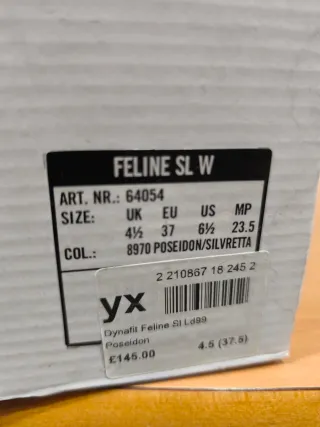 FELINE SL W
ART. NR.: 64054
SIZE: UK EU US MP
4½ 37 6½ 23.5
COL.: 8970 POSEIDON/SILVRETTA
2 210867 18 245 2
yx
Dynafit Feline Sl Ld99
Poseidon
£145.00 4.5 (37.5)